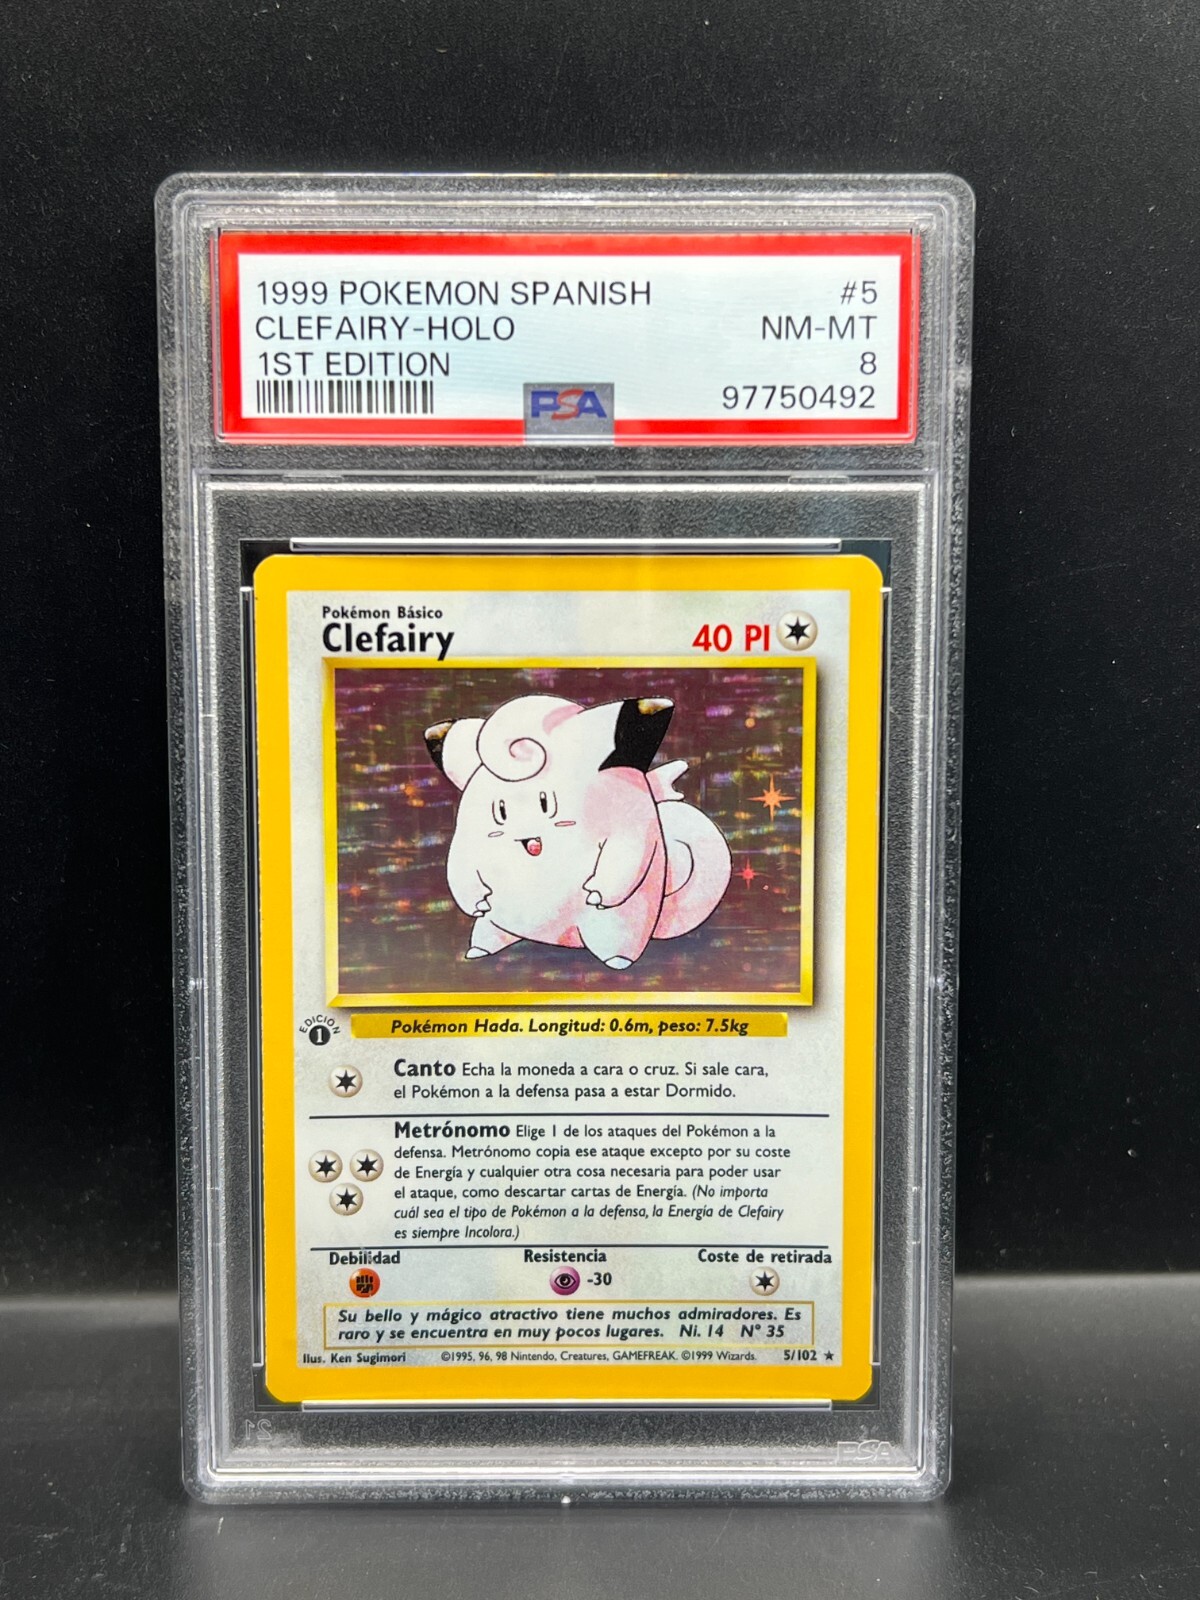 1999 POKEMON SPANISH #5
CLEFAIRY-HOLO NM-MT
1ST EDITION 8
PSA 97750492
Pokémon Básico
Clefairy 40 PI
EDICIÓN
1
Pokémon Hada. Longitud: 0.6m, peso: 7.5kg
Canto Echa la moneda a cara o cruz. Si sale cara,
el Pokémon a la defensa pasa a estar Dormido.
Metrónomo Elige 1 de los ataques del Pokémon a la
defensa. Metrónomo copia ese ataque excepto por su coste
de Energía y cualquier otra cosa necesaria para poder usar
el ataque, como descartar cartas de Energía. (No importa
cuál sea el tipo de Pokémon a la defensa, la Energía de Clefairy
es siempre Incolora.)
Debilidad Resistencia Coste de retirada
-30
Su bello y mágico atractivo tiene muchos admiradores. Es
raro y se encuentra en muy pocos lugares. Ni. 14 N° 35
Ilus. Ken Sugimori ©1995, 96, 98 Nintendo, Creatures, GAMEFREAK. ©1999 Wizards. 5/102 ★
21 PSA